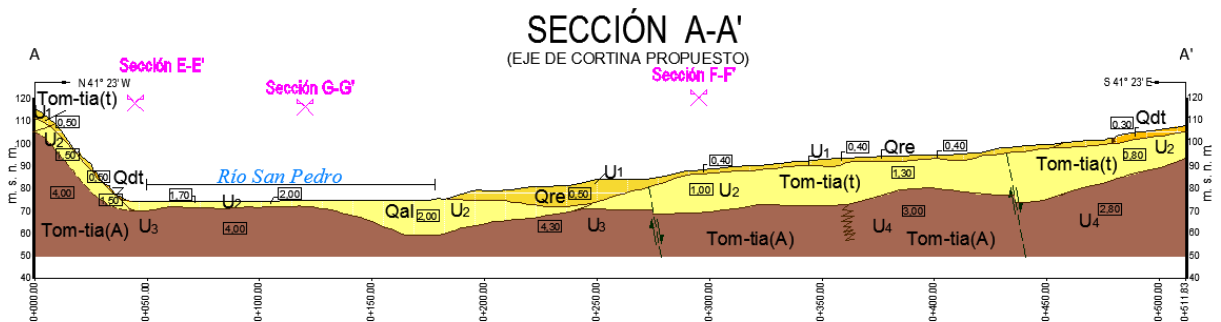 SECCIÓN A-A'
(EJE DE CORTINA PROPUESTO)
A
A'
N 41° 23' W
S 41° 23' E
Sección E-E'
Sección G-G'
Sección F-F'
Tom-tia(t)
U1
0,50
U2
1,50
4,00
0,50
Qdt
1,50
Tom-tia(A)
U3
1,70
Río San Pedro
U2
2,00
4,00
Qal
2,00
U2
Qre
0,50
U1
4,30
U3
0,40
1,00
U2
Tom-tia(t)
Tom-tia(A)
U1
0,40
Qre
0,40
1,30
3,00
U4
Tom-tia(A)
Tom-tia(t)
0,30
Qdt
U2
0,80
2,80
U4
m. s. n. m.
120
110
100
90
80
70
60
50
40
120
110
100
90
80
70
60
50
40
m. s. n. m.
0+000.00
0+050.00
0+100.00
0+150.00
0+200.00
0+250.00
0+300.00
0+350.00
0+400.00
0+450.00
0+500.00
0+511.83